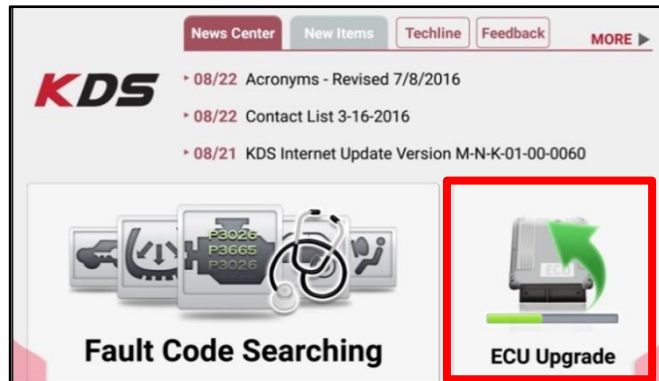 News Center New Items Techline Feedback MORE
KDS
08/22 Acronyms - Revised 7/8/2016
08/22 Contact List 3-16-2016
08/21 KDS Internet Update Version M-N-K-01-00-0060
P3026
P3665
P3026
ECU
Fault Code Searching
ECU Upgrade